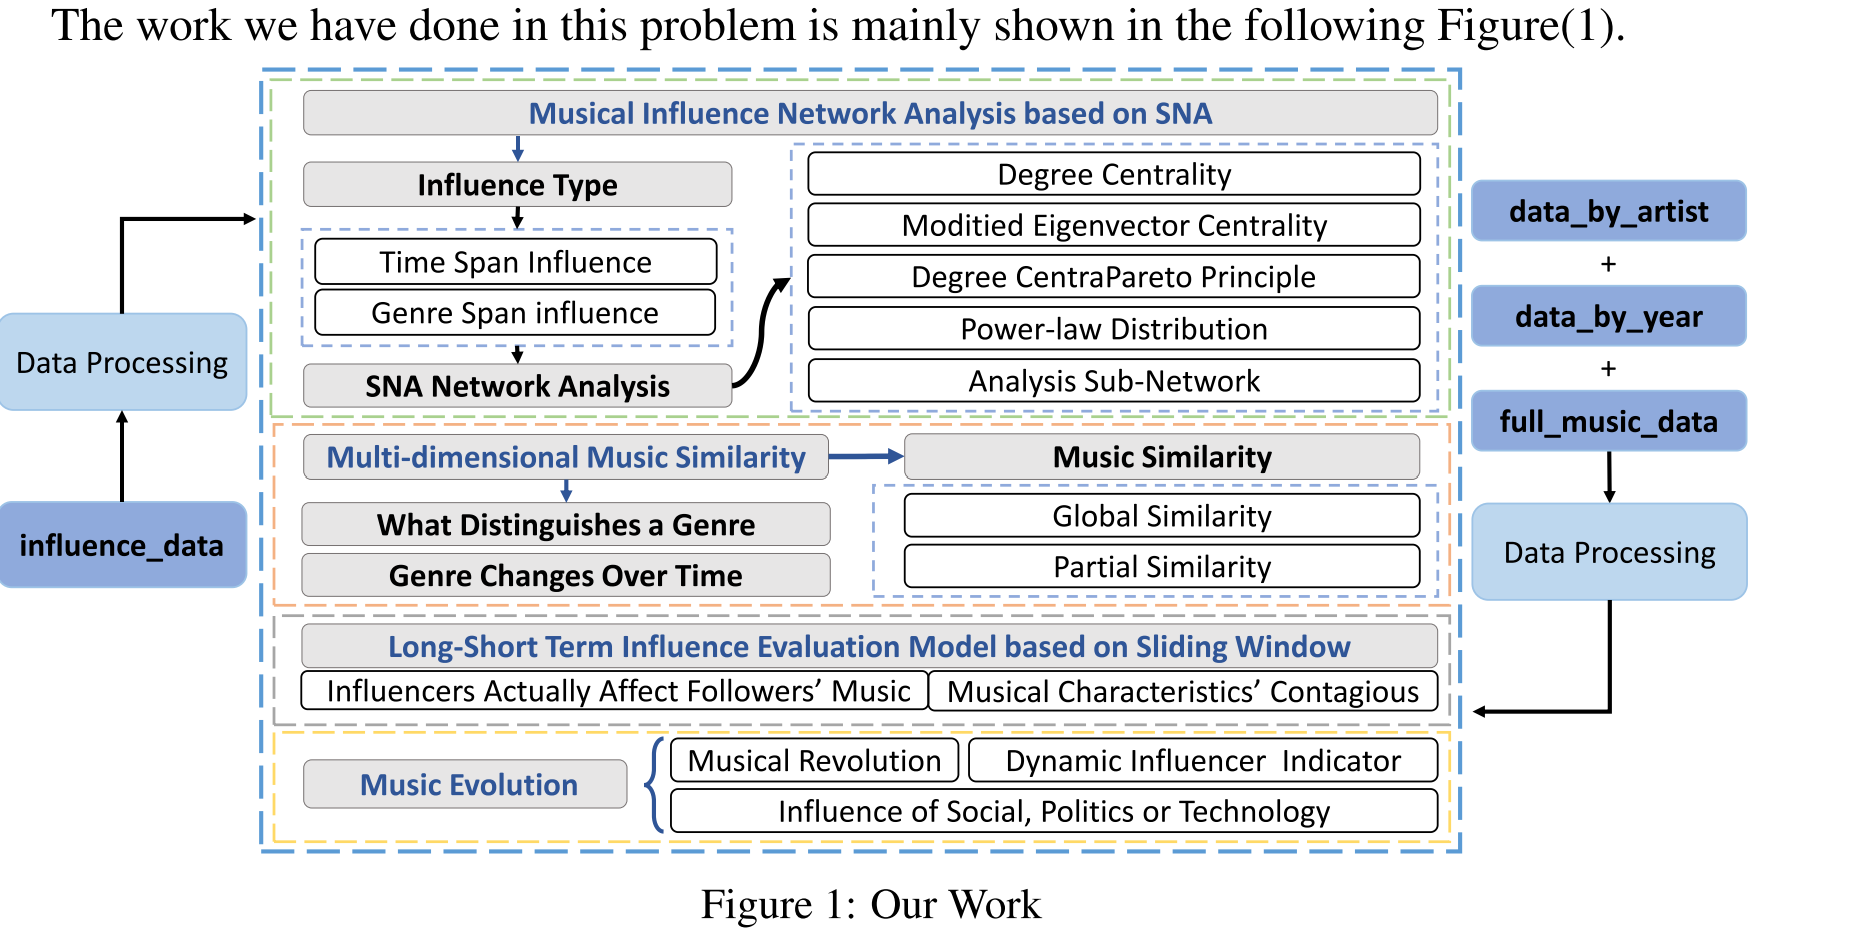 The work we have done in this problem is mainly shown in the following Figure(1).
Musical Influence Network Analysis based on SNA
Influence Type
Time Span Influence
Genre Span influence
SNA Network Analysis
Degree Centrality
Moditied Eigenvector Centrality
Degree CentraPareto Principle
Power-law Distribution
Analysis Sub-Network
Data Processing
influence_data
data_by_artist
+
data_by_year
+
full_music_data
Data Processing
Multi-dimensional Music Similarity
What Distinguishes a Genre
Genre Changes Over Time
Music Similarity
Global Similarity
Partial Similarity
Long-Short Term Influence Evaluation Model based on Sliding Window
Influencers Actually Affect Followers’ Music
Musical Characteristics’ Contagious
Music Evolution
Musical Revolution
Dynamic Influencer Indicator
Influence of Social, Politics or Technology
Figure 1: Our Work